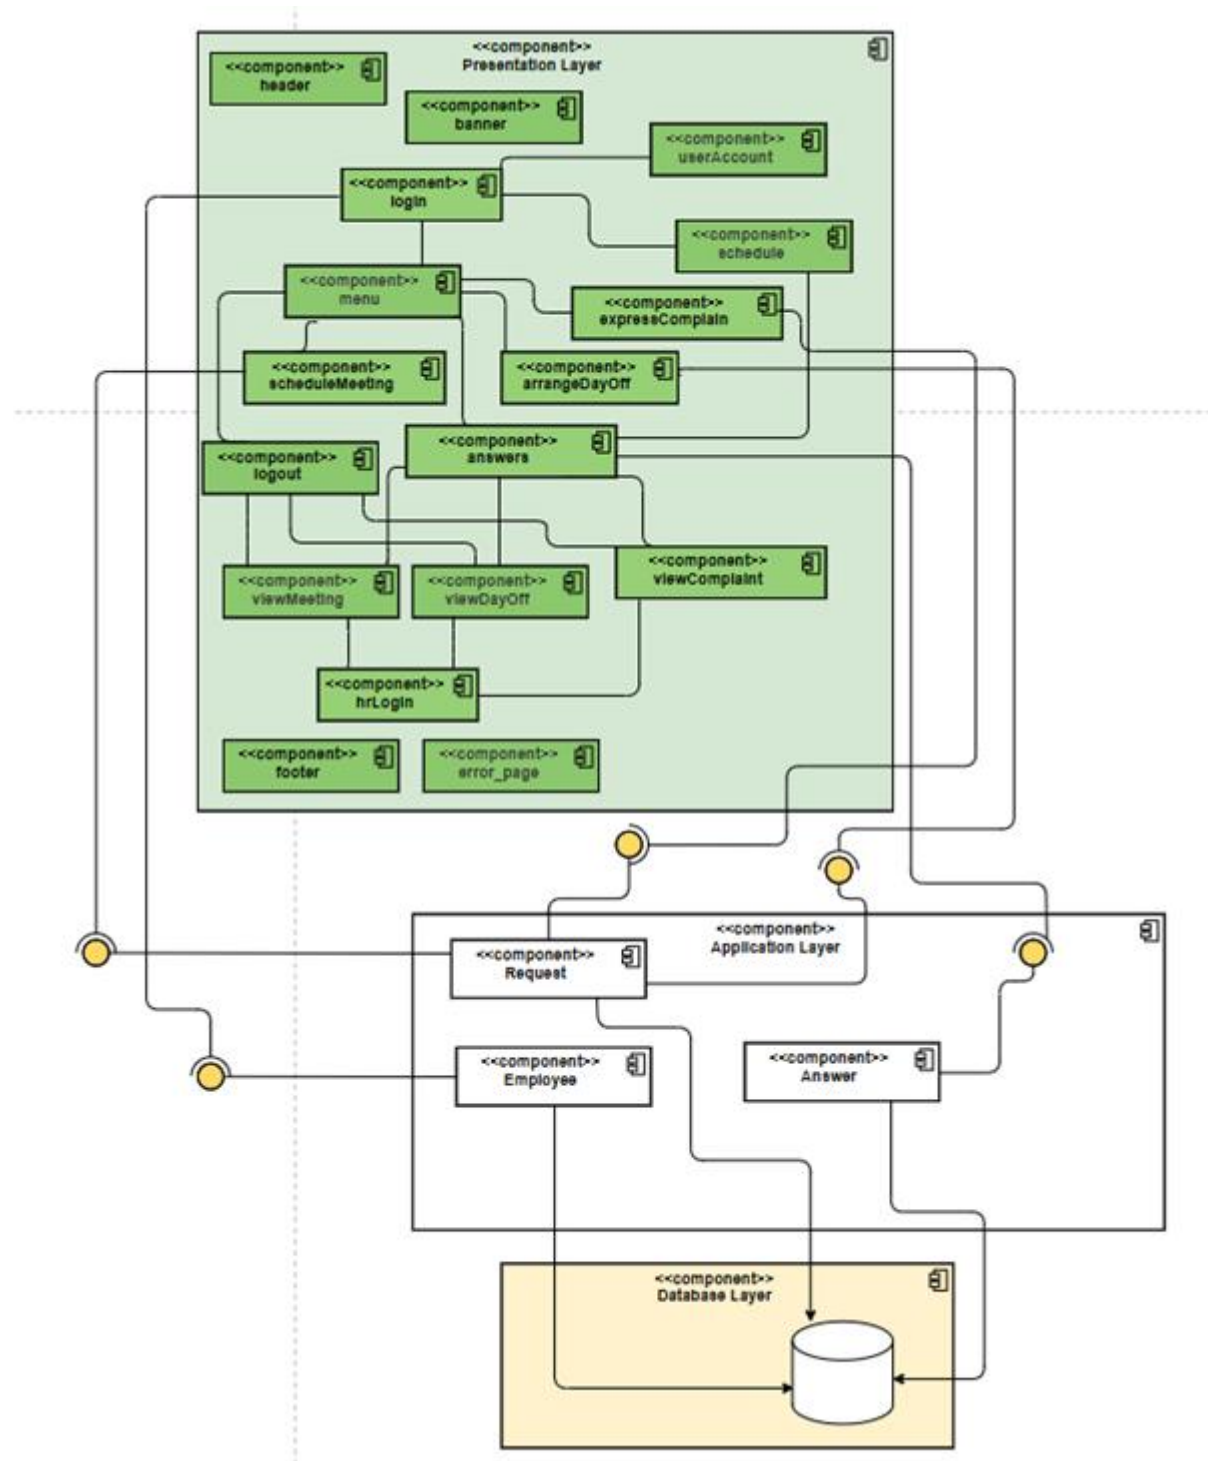 <<component>>
Presentation Layer
<<component>>
header
<<component>>
banner
<<component>>
userAccount
<<component>>
login
<<component>>
schedule
<<component>>
menu
<<component>>
expressComplain
<<component>>
scheduleMeeting
<<component>>
arrangeDayOff
<<component>>
answers
<<component>>
logout
<<component>>
viewComplaint
<<component>>
viewMeeting
<<component>>
viewDayOff
<<component>>
hrLogin
<<component>>
footer
<<component>>
error_page
<<component>>
Application Layer
<<component>>
Request
<<component>>
Employee
<<component>>
Answer
<<component>>
Database Layer